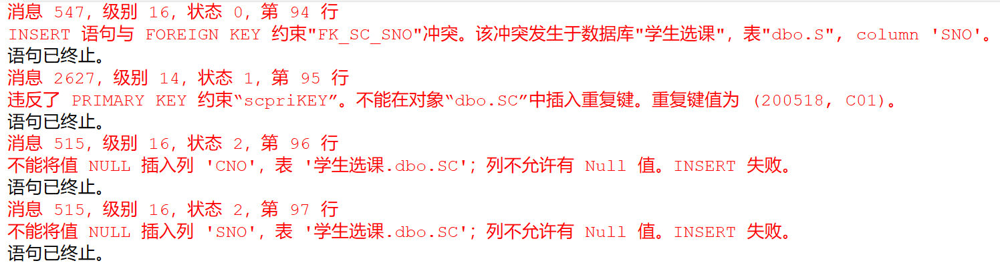 消息 547，级别 16，状态 0，第 94 行
INSERT 语句与 FOREIGN KEY 约束"FK_SC_SNO"冲突。该冲突发生于数据库"学生选课"，表"dbo.S", column 'SNO'。
语句已终止。
消息 2627，级别 14，状态 1，第 95 行
违反了 PRIMARY KEY 约束“scpriKEY”。不能在对象“dbo.SC”中插入重复键。重复键值为 (200518, C01)。
语句已终止。
消息 515，级别 16，状态 2，第 96 行
不能将值 NULL 插入列 'CNO'，表 '学生选课.dbo.SC'；列不允许有 Null 值。INSERT 失败。
语句已终止。
消息 515，级别 16，状态 2，第 97 行
不能将值 NULL 插入列 'SNO'，表 '学生选课.dbo.SC'；列不允许有 Null 值。INSERT 失败。
语句已终止。